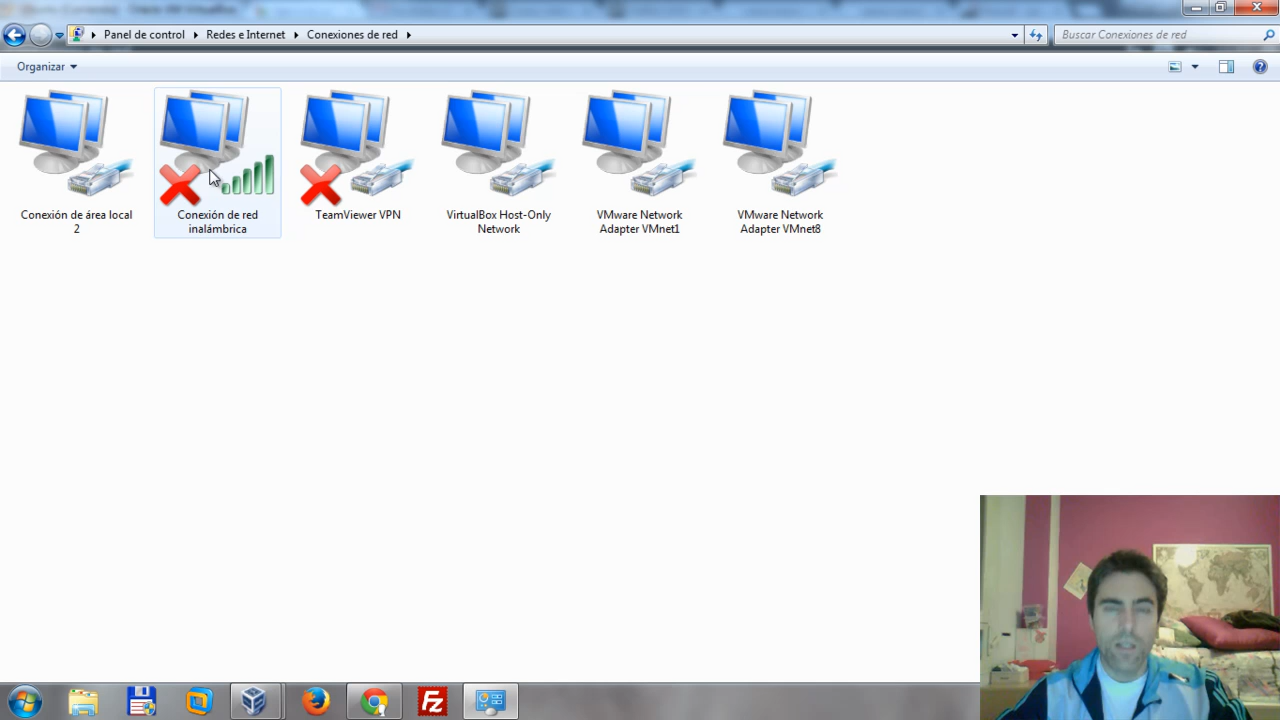 Panel de control
Redes e Internet
Conexiones de red
Buscar Conexiones de red
Organizar
Conexión de área local
2
Conexión de red
inalámbrica
TeamViewer VPN
VirtualBox Host-Only
Network
VMware Network
Adapter VMnet1
VMware Network
Adapter VMnet8
Fz